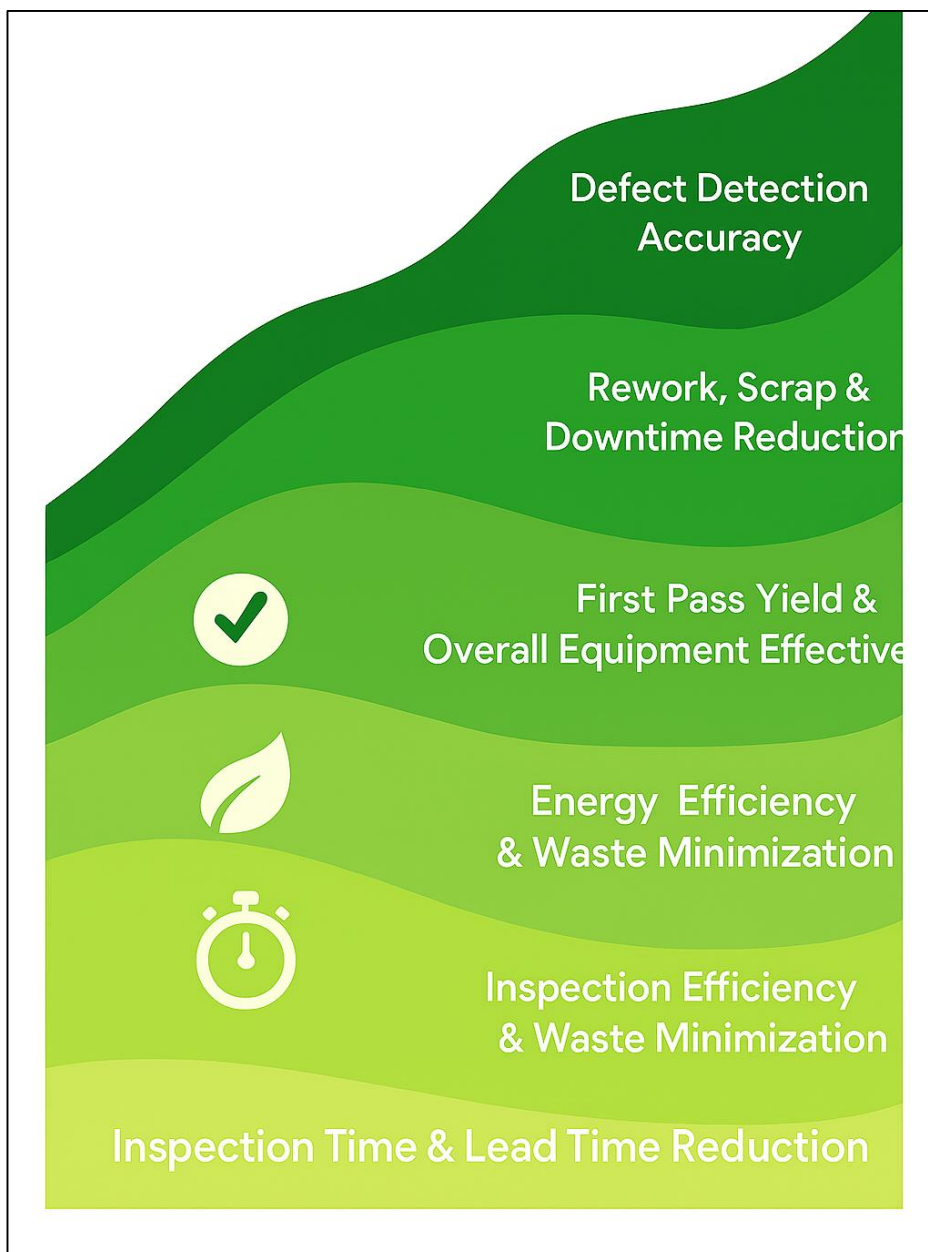 Defect Detection
Accuracy
Rework, Scrap &
Downtime Reduction
First Pass Yield &
Overall Equipment Effective
Energy Efficiency
& Waste Minimization
Inspection Efficiency
& Waste Minimization
Inspection Time & Lead Time Reduction